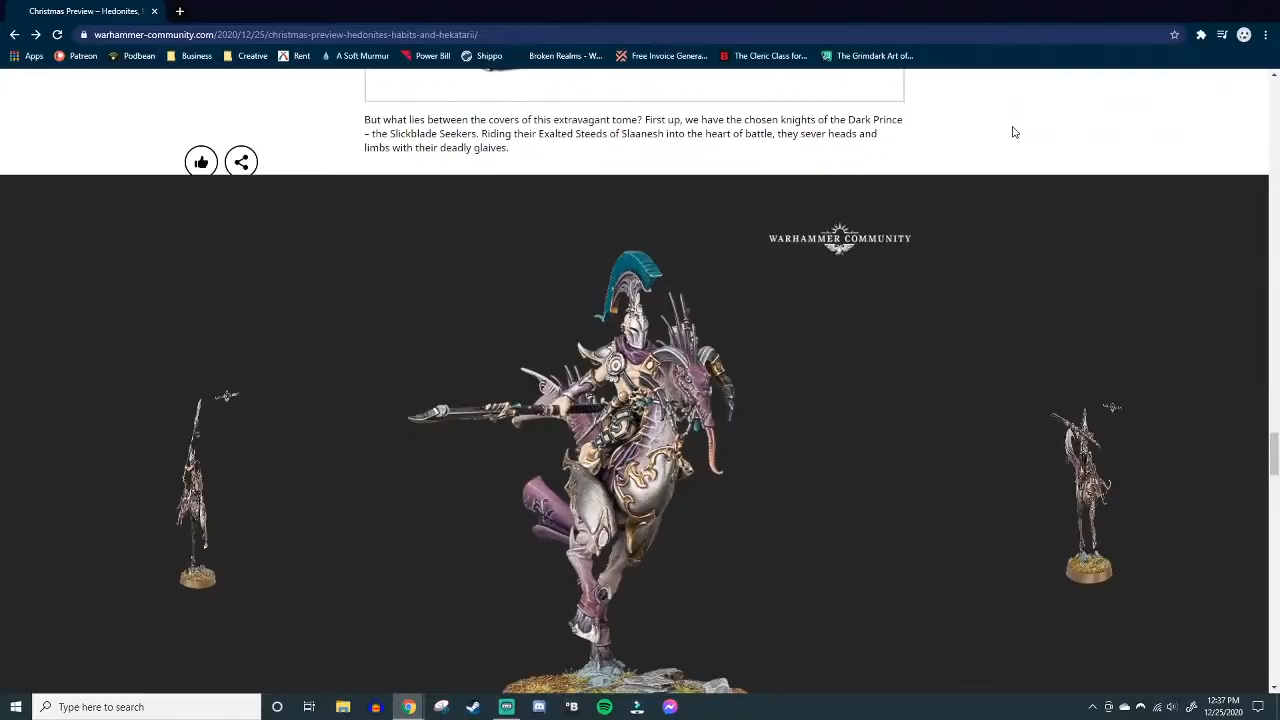 Christmas Preview – Hedonites, 
warhammer-community.com/2020/12/25/christmas-preview-hedonites-habits-and-hekatarii/
Apps Patreon Podbean Business Creative Rent A Soft Murmur Power Bill Shippo Broken Realms - W... Free Invoice Genera... The Cleric Class for... The Grimdark Art of...
But what lies between the covers of this extravagant tome? First up, we have the chosen knights of the Dark Prince
– the Slickblade Seekers. Riding their Exalted Steeds of Slaanesh into the heart of battle, they sever heads and
limbs with their deadly glaives.
WARHAMMER COMMUNITY
Type here to search
12:37 PM
12/25/2020